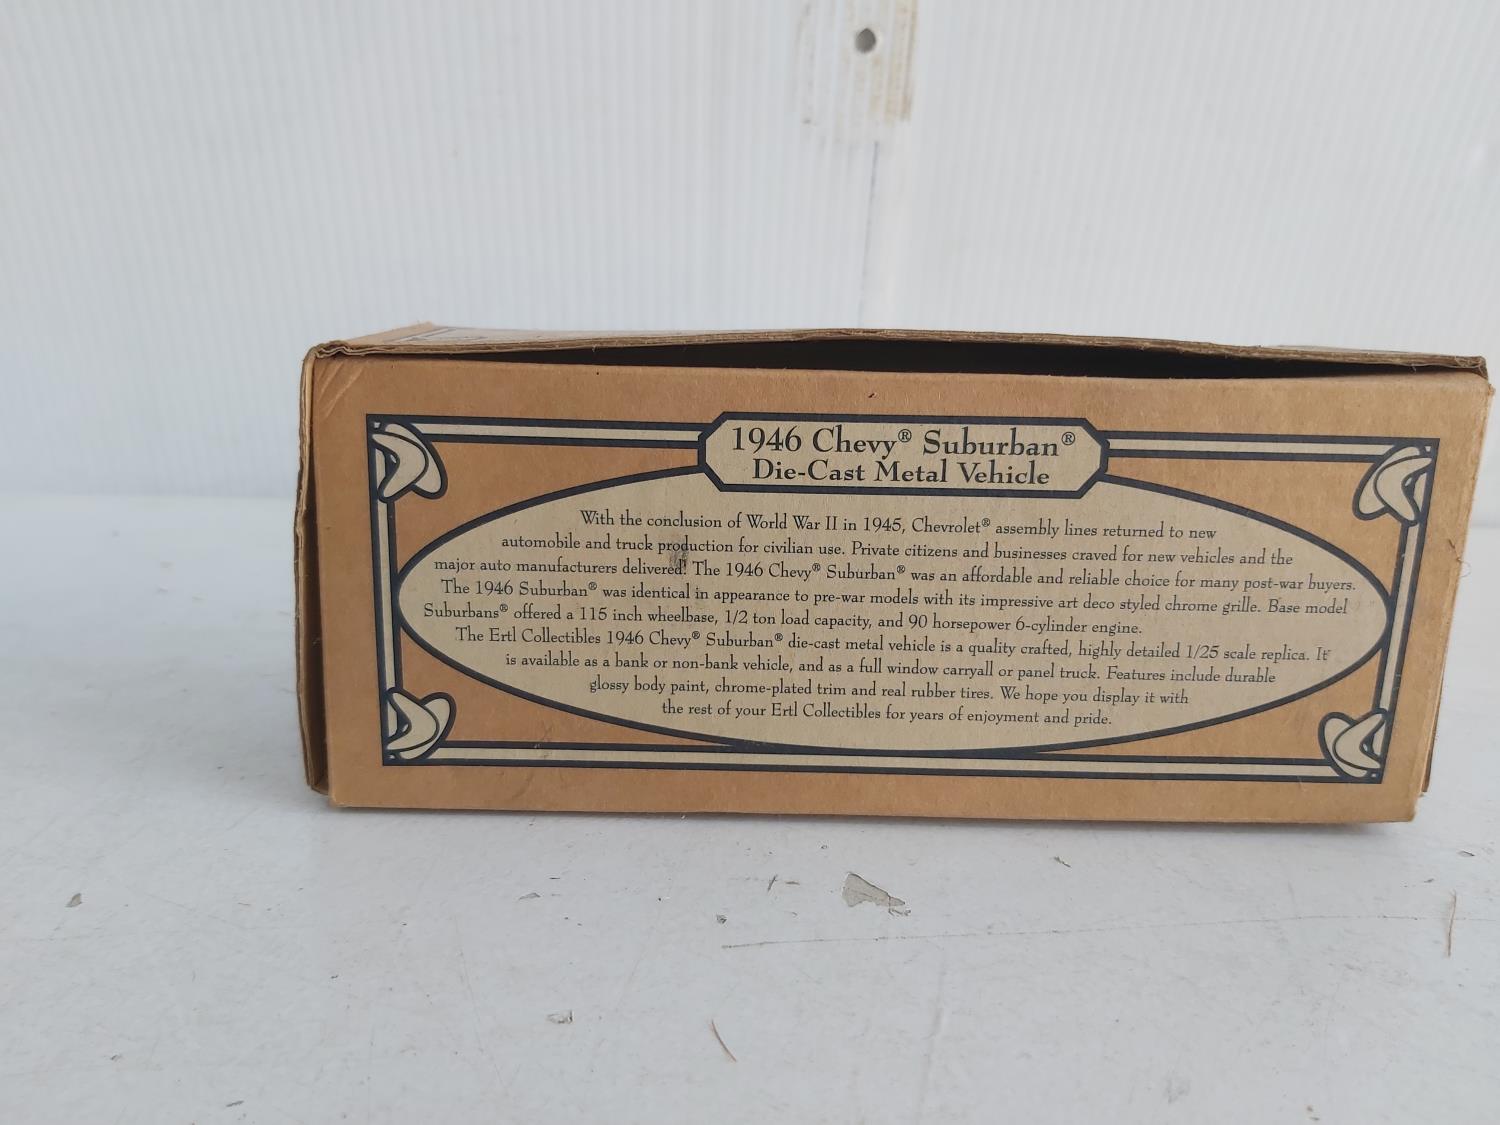 1946 Chevy® Suburban®
Die-Cast Metal Vehicle
With the conclusion of World War II in 1945, Chevrolet® assembly lines returned to new
automobile and truck production for civilian use. Private citizens and businesses craved for new vehicles and the
major auto manufacturers delivered! The 1946 Chevy® Suburban® was an affordable and reliable choice for many post-war buyers.
The 1946 Suburban® was identical in appearance to pre-war models with its impressive art deco styled chrome grille. Base model
Suburbans® offered a 115 inch wheelbase, 1/2 ton load capacity, and 90 horsepower 6-cylinder engine.
The Ertl Collectibles 1946 Chevy® Suburban® die-cast metal vehicle is a quality crafted, highly detailed 1/25 scale replica. It
is available as a bank or non-bank vehicle, and as a full window carryall or panel truck. Features include durable
glossy body paint, chrome-plated trim and real rubber tires. We hope you display it with
the rest of your Ertl Collectibles for years of enjoyment and pride.